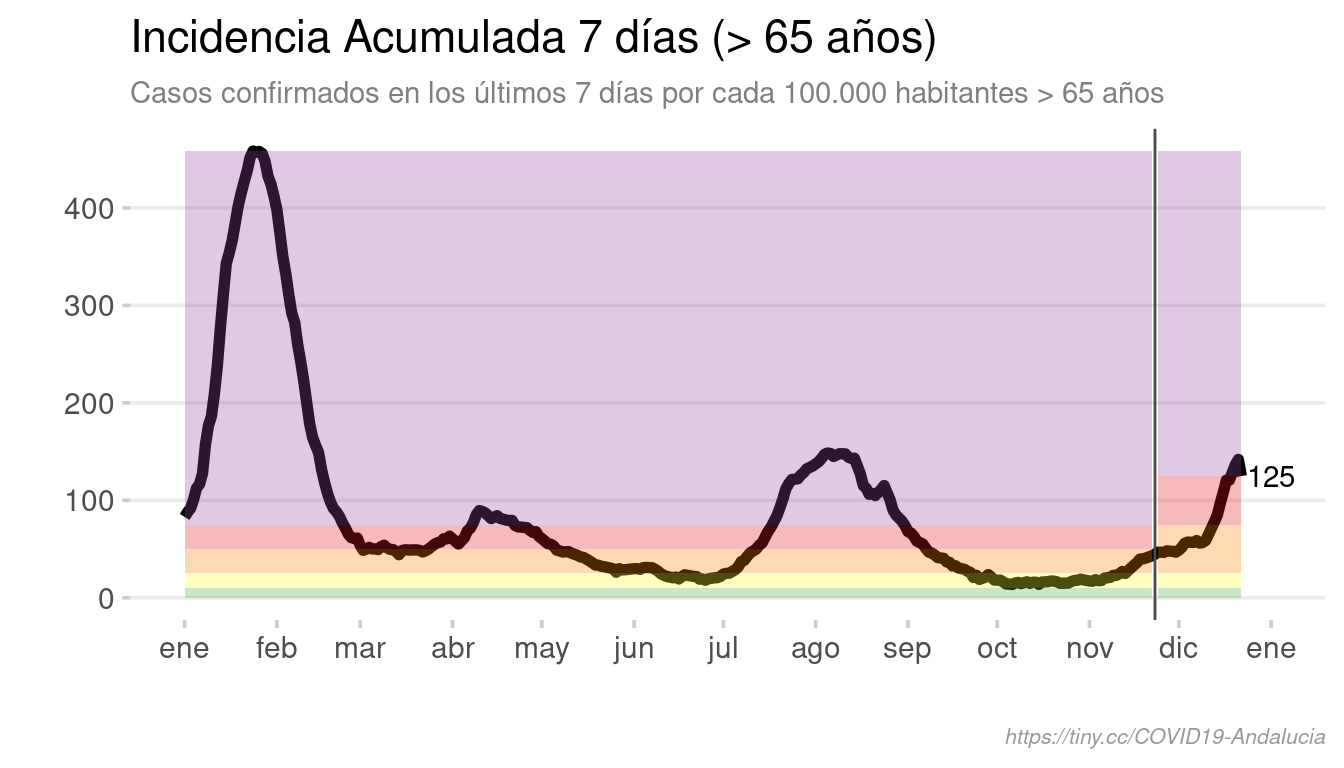 Incidencia Acumulada 7 días (> 65 años)
Casos confirmados en los últimos 7 días por cada 100.000 habitantes > 65 años
400
300
200
100
0
125
ene feb mar abr may jun jul ago sep oct nov dic ene
https://tiny.cc/COVID19-Andalucia